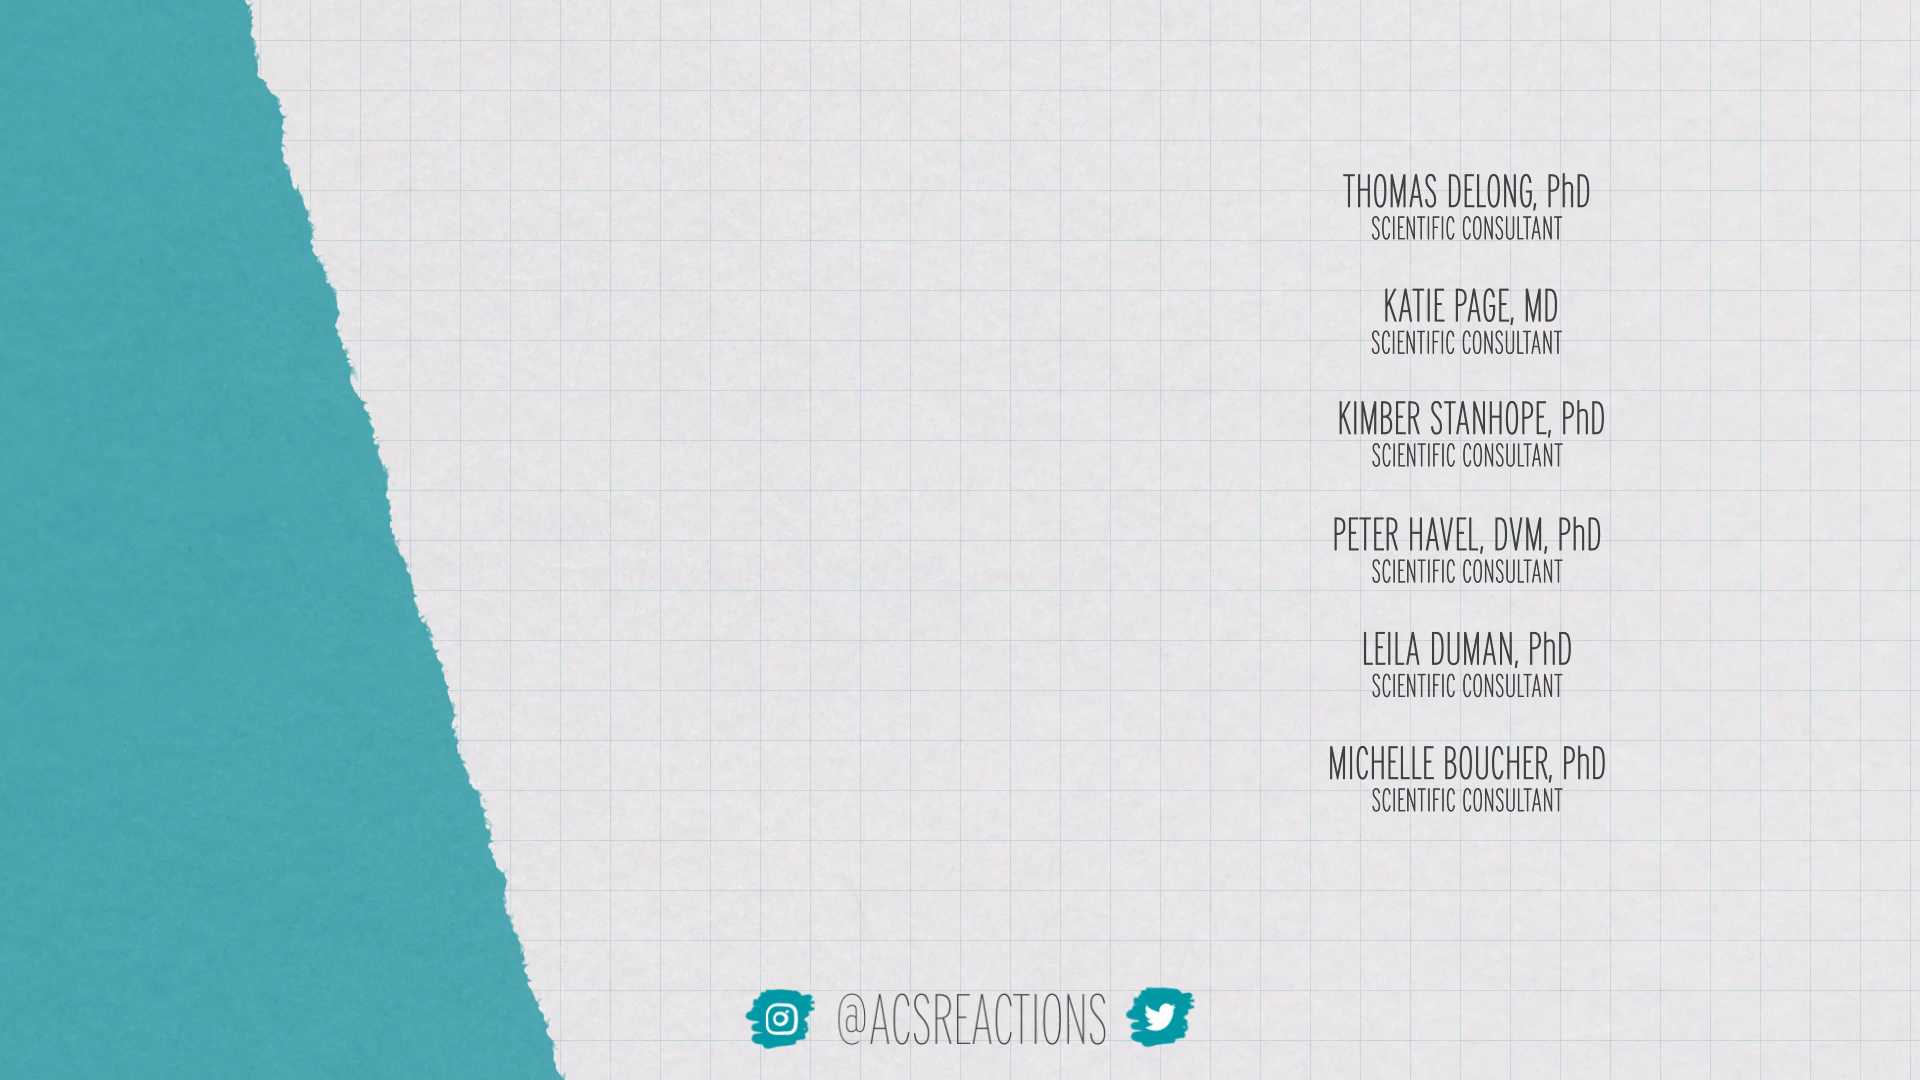 THOMAS DELONG, PhD
SCIENTIFIC CONSULTANT
KATIE PAGE, MD
SCIENTIFIC CONSULTANT
KIMBER STANHOPE, PhD
SCIENTIFIC CONSULTANT
PETER HAVEL, DVM, PhD
SCIENTIFIC CONSULTANT
LEILA DUMAN, PhD
SCIENTIFIC CONSULTANT
MICHELLE BOUCHER, PhD
SCIENTIFIC CONSULTANT
@ACSREACTIONS